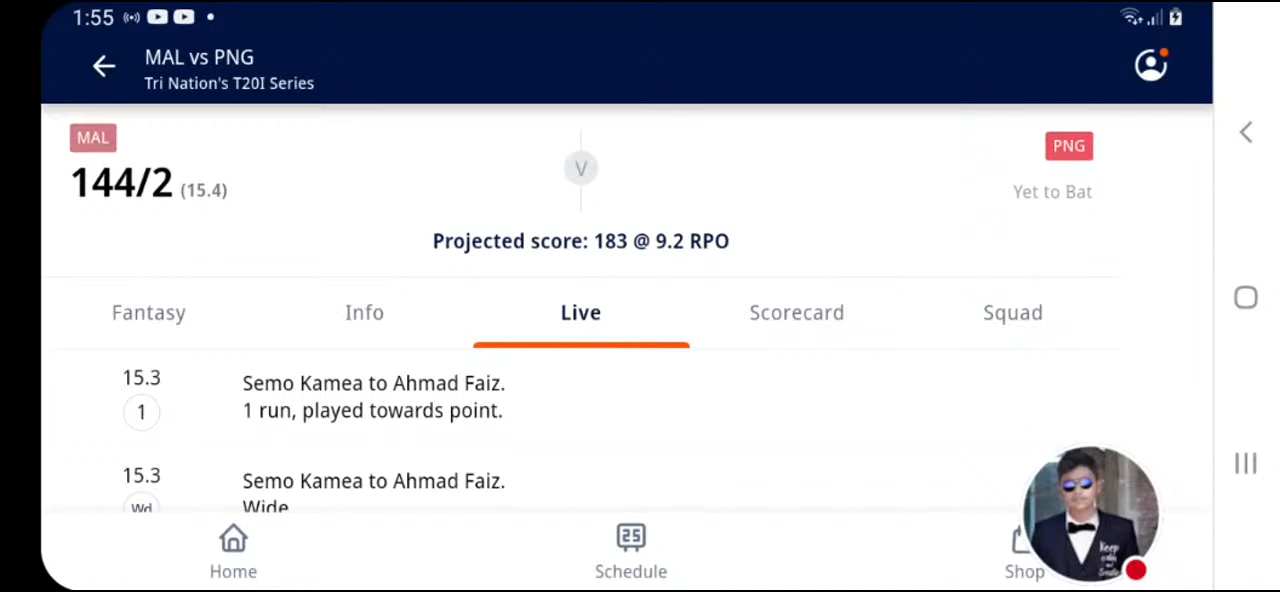 1:55
MAL vs PNG
Tri Nation's T20I Series
MAL
144/2 (15.4)
V
PNG
Yet to Bat
Projected score: 183 @ 9.2 RPO
Fantasy Info Live Scorecard Squad
15.3
1
Semo Kamea to Ahmad Faiz.
1 run, played towards point.
15.3
Wd
Semo Kamea to Ahmad Faiz.
Wide
25
Home Schedule Shop
Keep